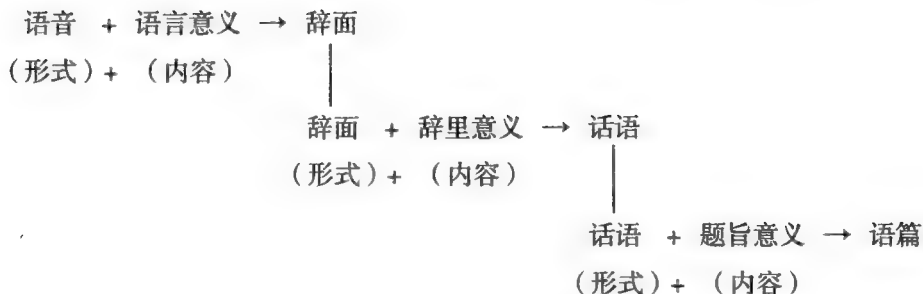 语音 + 语言意义 → 辞面
(形式) + (内容)
辞面 + 辞里意义 → 话语
(形式) + (内容)
话语 + 题旨意义 → 语篇
(形式) + (内容)